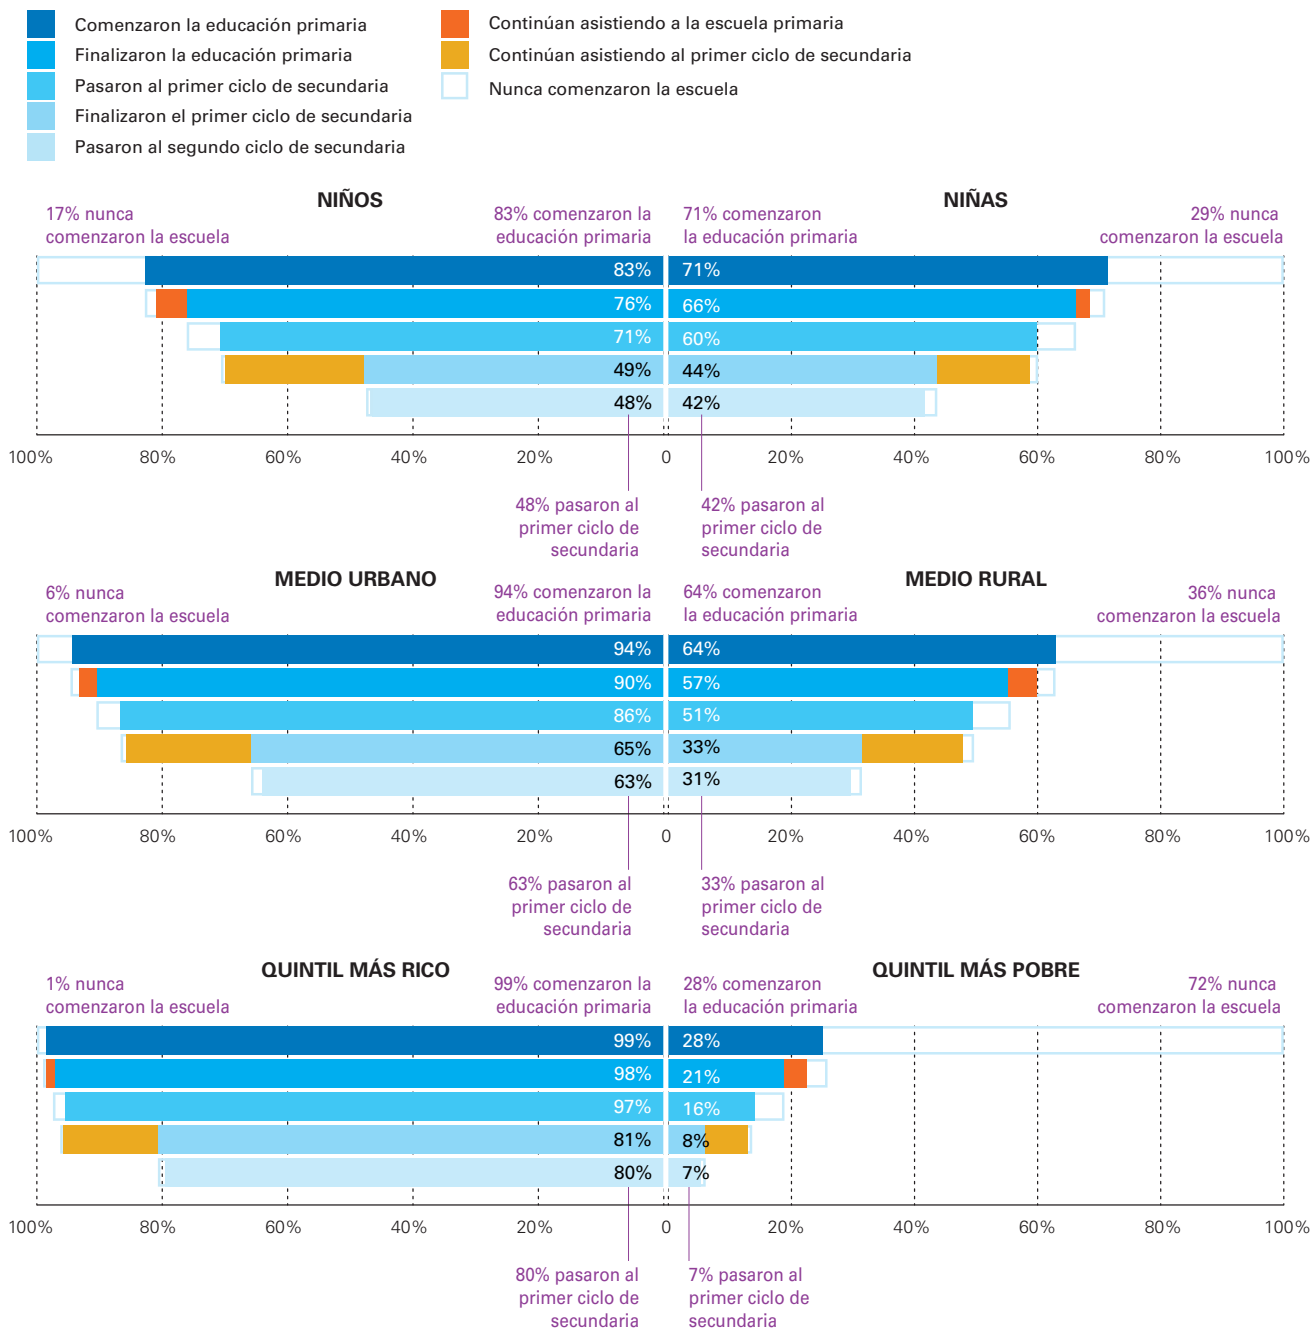 Comenzaron la educación primaria
Finalizaron la educación primaria
Pasaron al primer ciclo de secundaria
Finalizaron el primer ciclo de secundaria
Pasaron al segundo ciclo de secundaria
Continúan asistiendo a la escuela primaria
Continúan asistiendo al primer ciclo de secundaria
Nunca comenzaron la escuela
NIÑOS
17% nunca
comenzaron la escuela
83% comenzaron la
educación primaria
NIÑAS
71% comenzaron
la educación primaria
29% nunca
comenzaron la escuela
83% 71%
76% 66%
71% 60%
49% 44%
48% 42%
100% 80% 60% 40% 20% 0 20% 40% 60% 80% 100%
48% pasaron al
primer ciclo de
secundaria
42% pasaron al
primer ciclo de
secundaria
MEDIO URBANO
6% nunca
comenzaron la escuela
94% comenzaron la
educación primaria
MEDIO RURAL
64% comenzaron
la educación primaria
36% nunca
comenzaron la escuela
94% 64%
90% 57%
86% 51%
65% 33%
63% 31%
100% 80% 60% 40% 20% 0 20% 40% 60% 80% 100%
63% pasaron al
primer ciclo de
secundaria
33% pasaron al
primer ciclo de
secundaria
QUINTIL MÁS RICO
1% nunca
comenzaron la escuela
99% comenzaron la
educación primaria
QUINTIL MÁS POBRE
28% comenzaron
la educación primaria
72% nunca
comenzaron la escuela
99% 28%
98% 21%
97% 16%
81% 8%
80% 7%
100% 80% 60% 40% 20% 0 20% 40% 60% 80% 100%
80% pasaron al
primer ciclo de
secundaria
7% pasaron al
primer ciclo de
secundaria